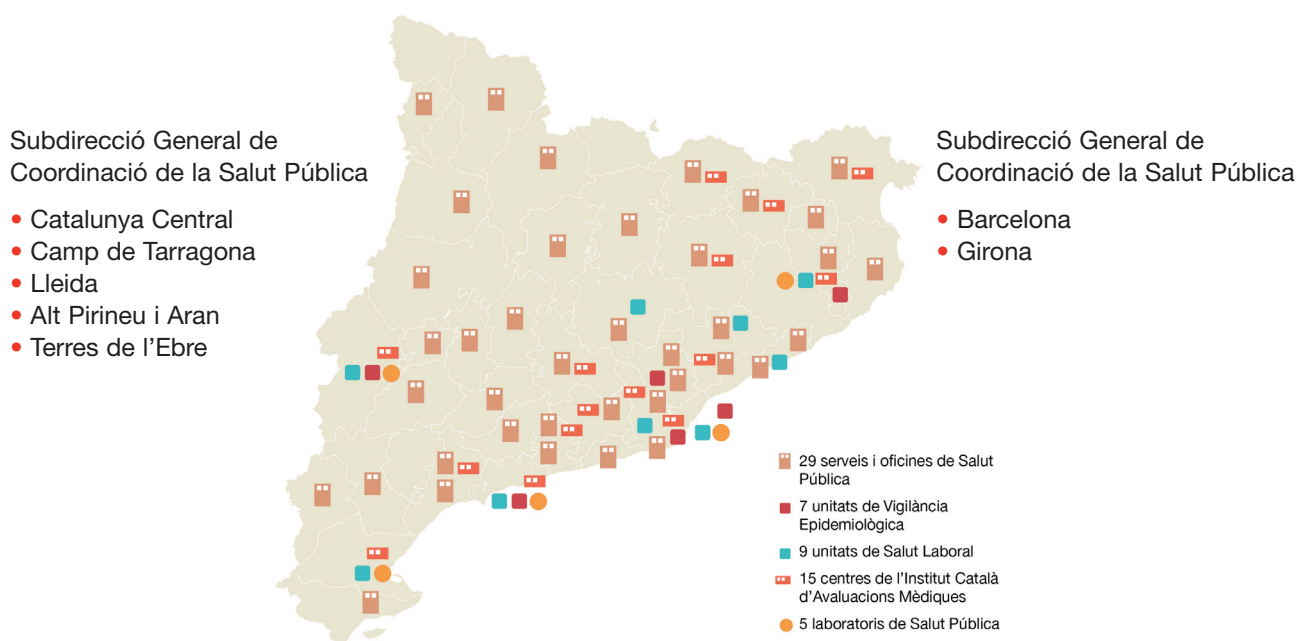 Subdirecció General de
Coordinació de la Salut Pública
• Catalunya Central
• Camp de Tarragona
• Lleida
• Alt Pirineu i Aran
• Terres de l’Ebre
Subdirecció General de
Coordinació de la Salut Pública
• Barcelona
• Girona
29 serveis i oficines de Salut
Pública
7 unitats de Vigilància
Epidemiològica
9 unitats de Salut Laboral
15 centres de l’Institut Català
d’Avaluacions Mèdiques
5 laboratoris de Salut Pública